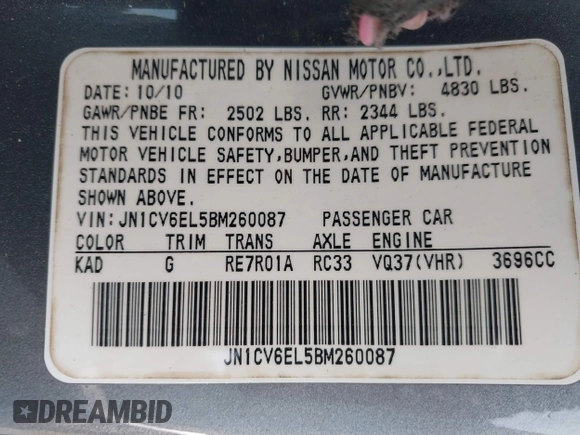 MANUFACTURED BY NISSAN MOTOR CO.,LTD.
DATE: 10/10 GVWR/PNBV: 4830 LBS.
GAWR/PNBE FR: 2502 LBS. RR: 2344 LBS.
THIS VEHICLE CONFORMS TO ALL APPLICABLE FEDERAL
MOTOR VEHICLE SAFETY,BUMPER,AND THEFT PREVENTION
STANDARDS IN EFFECT ON THE DATE OF MANUFACTURE
SHOWN ABOVE.
VIN:JN1CV6EL5BM260087 PASSENGER CAR
COLOR TRIM TRANS AXLE ENGINE
KAD G RE7R01A RC33 VQ37(VHR) 3696CC
JN1CV6EL5BM260087
DREAMBID